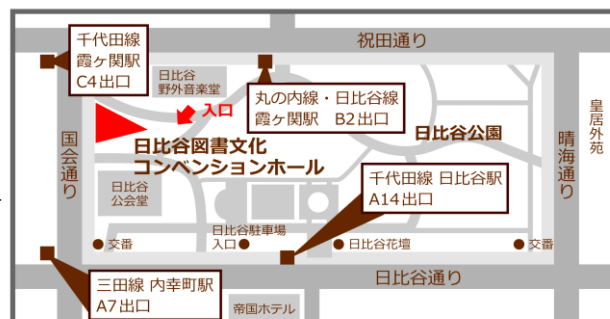 千代田線
霞ヶ関駅
C4出口
祝田通り
日比谷
野外音楽堂
入口
丸の内線・日比谷線
霞ヶ関駅　B2出口
日比谷公園
皇居外苑
国会通り
晴海通り
日比谷図書文化
コンベンションホール
日比谷
公会堂
千代田線 日比谷駅
A14出口
交番
日比谷駐車場
入口
日比谷花壇
交番
三田線 内幸町駅
A7出口
日比谷通り
帝国ホテル